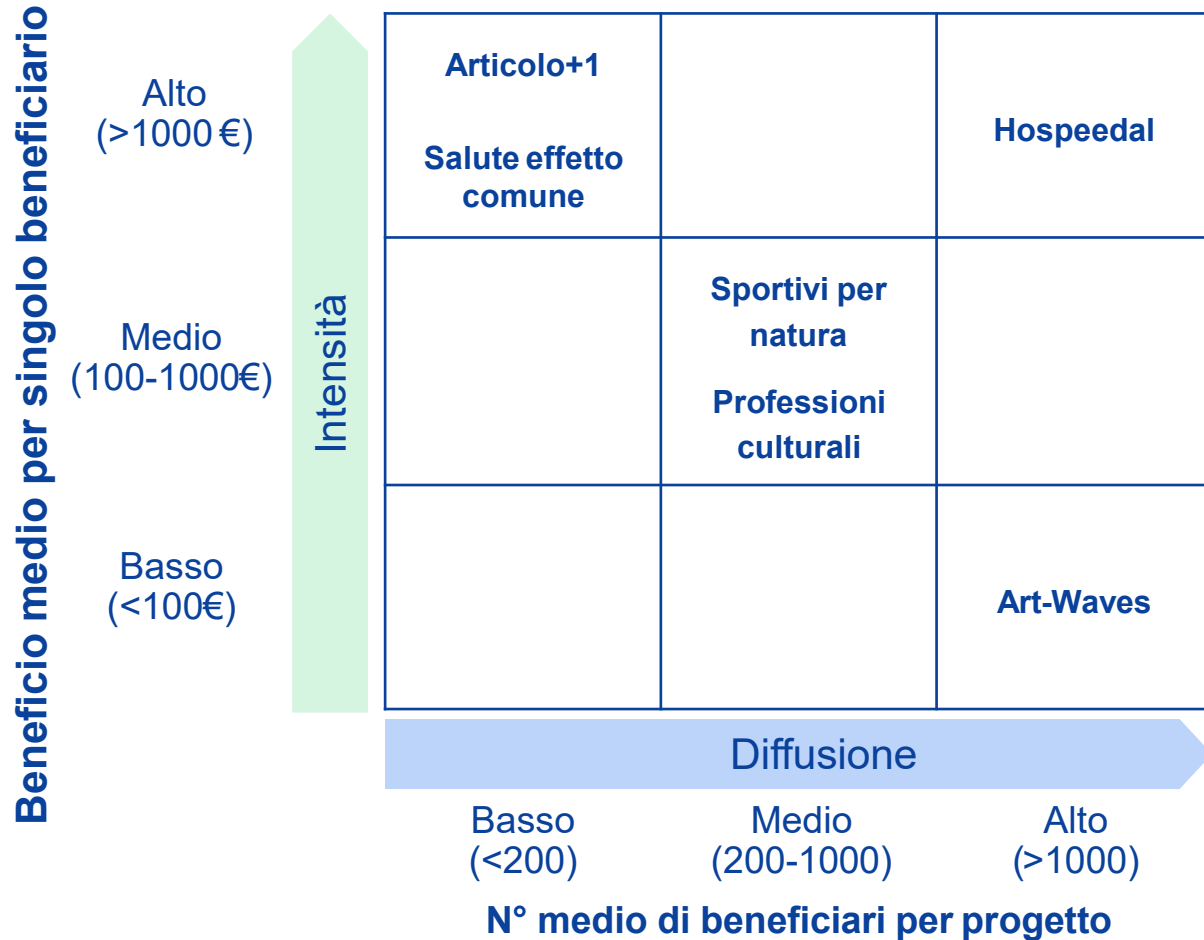 Beneficio medio per singolo beneficiario
Alto
(>1000 €)
Medio
(100-1000€)
Basso
(<100€)
Intensità
Articolo+1
Salute effetto
comune
Hospeedal
Sportivi per
natura
Professioni
culturali
Art-Waves
Diffusione
Basso
(<200)
Medio
(200-1000)
Alto
(>1000)
N° medio di beneficiari per progetto